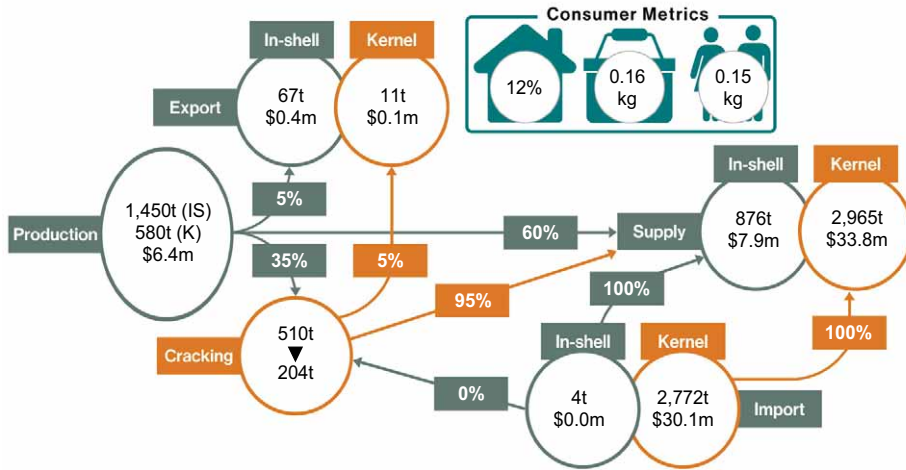 Consumer Metrics
12%
0.16
kg
0.15
kg
In-shell
Kernel
Export
67t
$0.4m
11t
$0.1m
5%
Production
1,450t (IS)
580t (K)
$6.4m
60%
35%
5%
In-shell
Kernel
Supply
876t
$7.9m
2,965t
$33.8m
95%
100%
100%
Cracking
510t
▼
204t
0%
In-shell
Kernel
4t
$0.0m
2,772t
$30.1m
Import